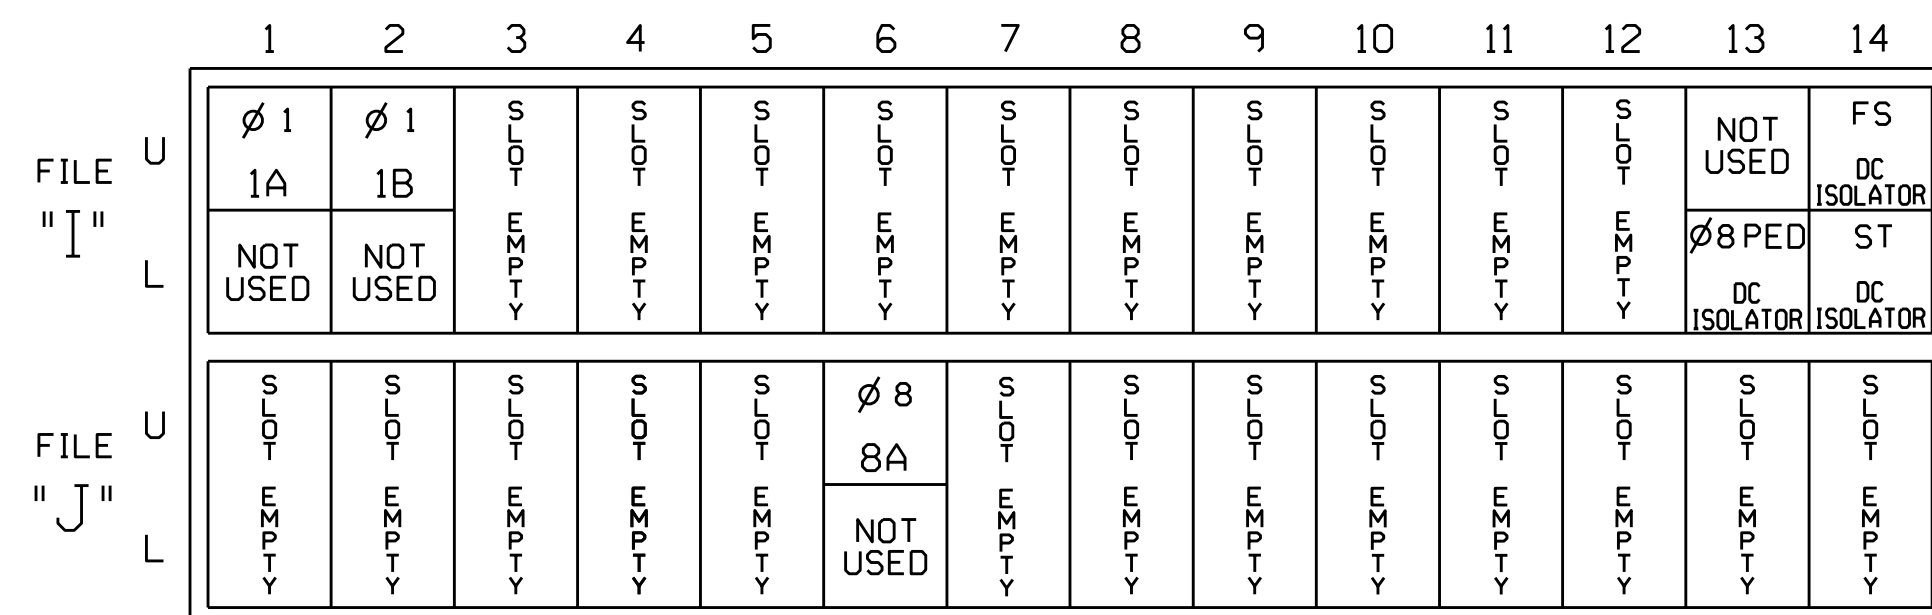 1 2 3 4 5 6 7 8 9 10 11 12 13 14
FILE "I"
U
L
Ø 1
1A
NOT
USED
Ø 1
1B
NOT
USED
SLOT EMPTY
SLOT EMPTY
SLOT EMPTY
SLOT EMPTY
SLOT EMPTY
SLOT EMPTY
SLOT EMPTY
SLOT EMPTY
SLOT EMPTY
SLOT EMPTY
NOT
USED
Ø8 PED
DC
ISOLATOR
FS
DC
ISOLATOR
ST
DC
ISOLATOR
FILE "J"
U
L
SLOT EMPTY
SLOT EMPTY
SLOT EMPTY
SLOT EMPTY
SLOT EMPTY
Ø 8
8A
NOT
USED
SLOT EMPTY
SLOT EMPTY
SLOT EMPTY
SLOT EMPTY
SLOT EMPTY
SLOT EMPTY
SLOT EMPTY
SLOT EMPTY